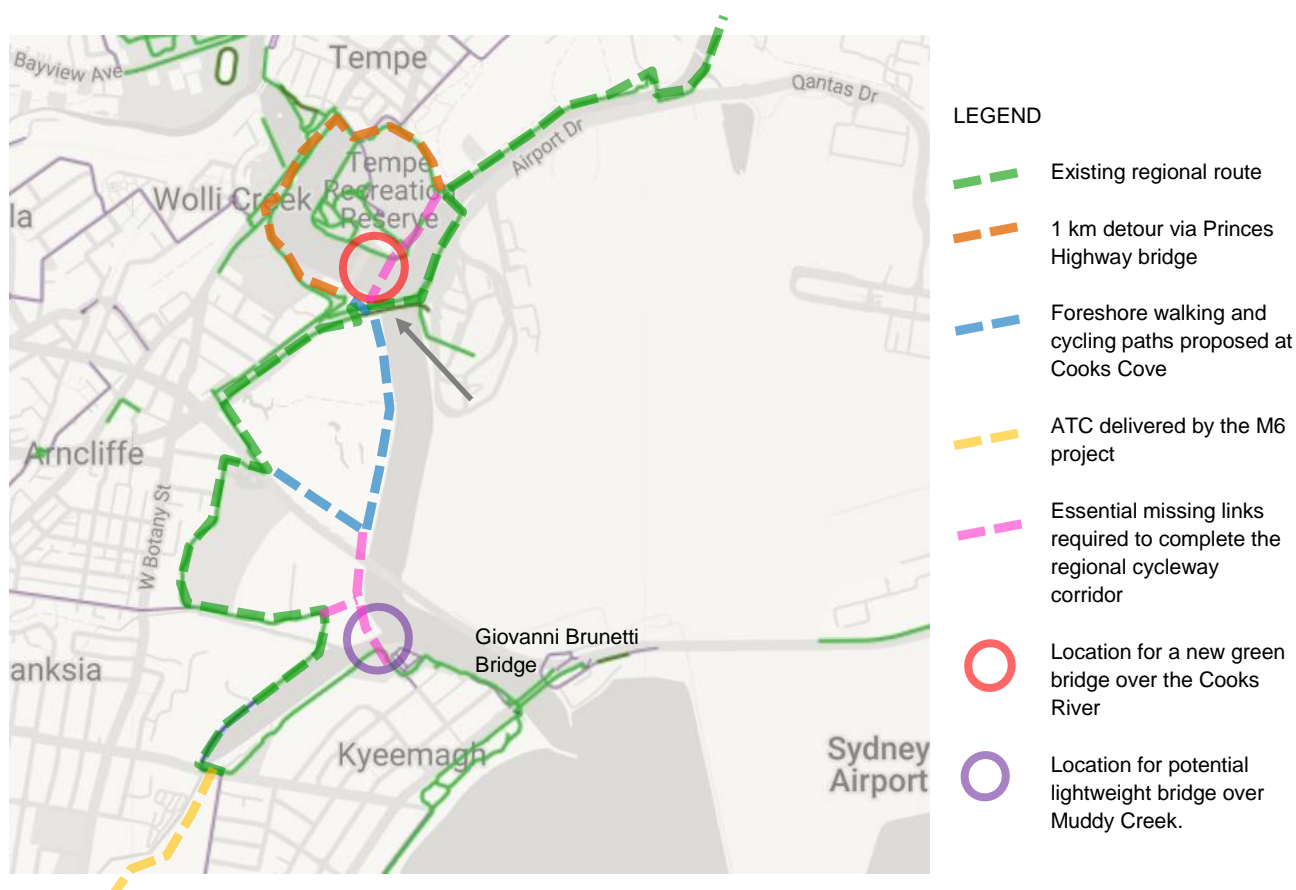 Bayview Ave
Tempe
Qantas Dr
Airport Dr
Tempe
Recreatio
Reserve
Wolli Creek
la
Arncliffe
W Botany St
anksia
Giovanni Brunetti
Bridge
Kyeemagh
Sydney
Airport
LEGEND
Existing regional route
1 km detour via Princes
Highway bridge
Foreshore walking and
cycling paths proposed at
Cooks Cove
ATC delivered by the M6
project
Essential missing links
required to complete the
regional cycleway
corridor
Location for a new green
bridge over the Cooks
River
Location for potential
lightweight bridge over
Muddy Creek.